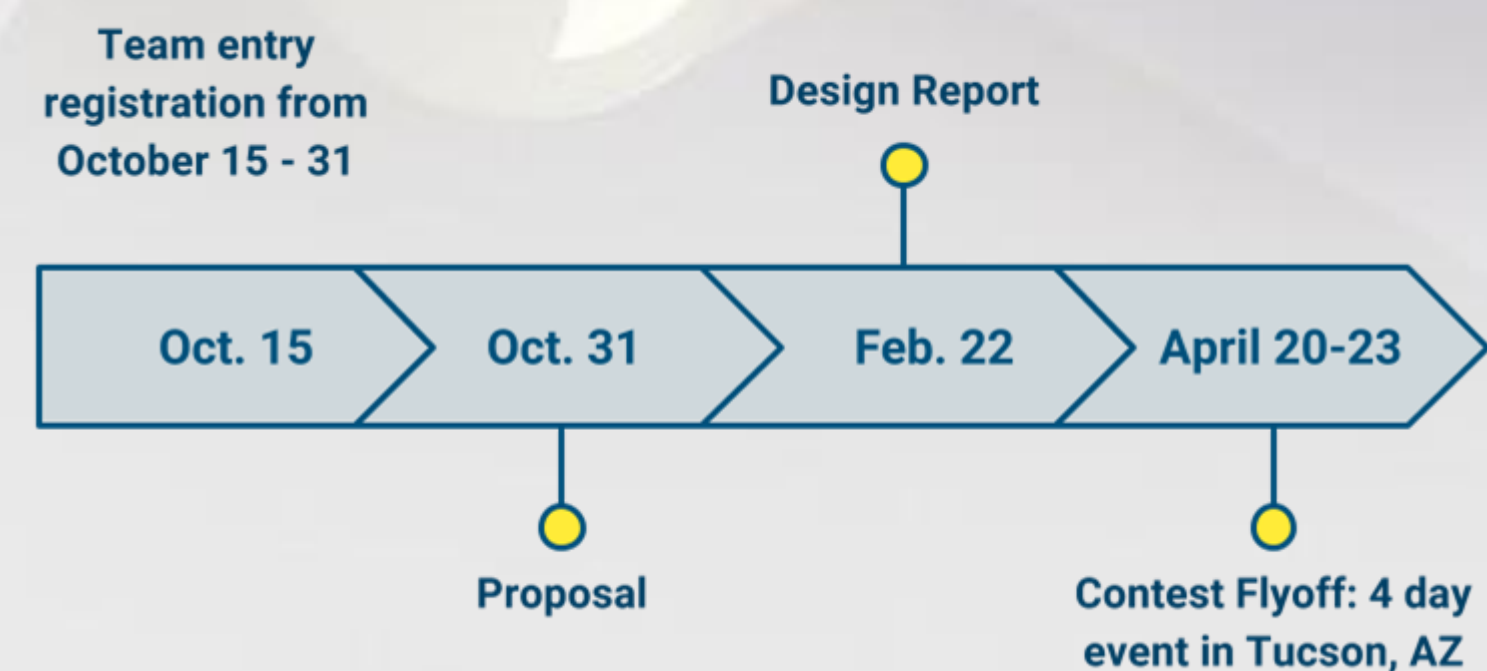 Team entry
registration from
October 15 - 31
Design Report
Oct. 15
Oct. 31
Feb. 22
April 20-23
Proposal
Contest Flyoff: 4 day
event in Tucson, AZ